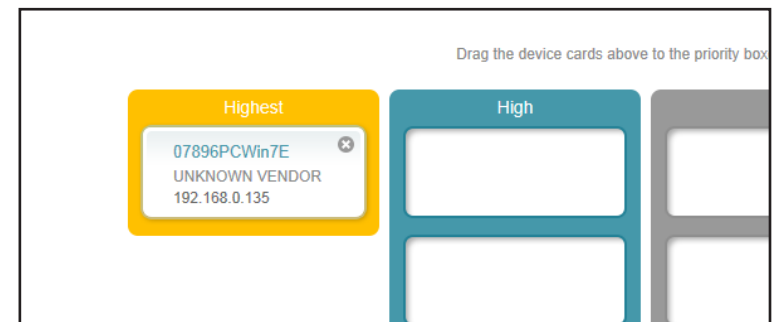 Drag the device cards above to the priority box
Highest
High
07896PCWin7E
UNKNOWN VENDOR
192.168.0.135